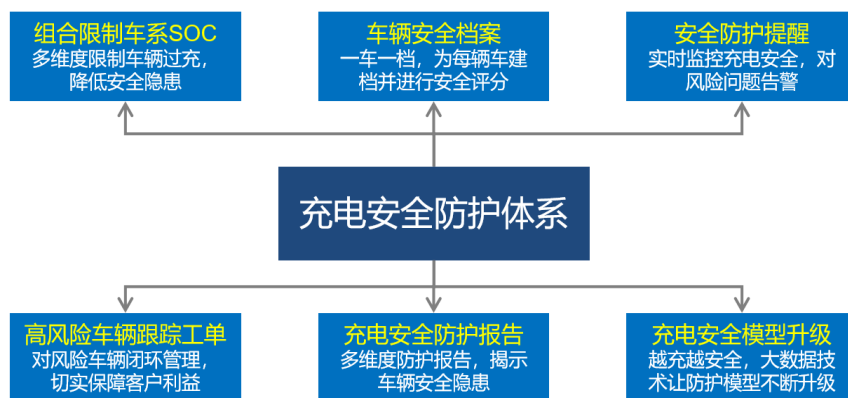 组合限制车系SOC
多维度限制车辆过充，
降低安全隐患
车辆安全档案
一车一档，为每辆车建
档并进行安全评分
安全防护提醒
实时监控充电安全，对
风险问题告警
充电安全防护体系
高风险车辆跟踪工单
对风险车辆闭环管理，
切实保障客户利益
充电安全防护报告
多维度防护报告，揭示
车辆安全隐患
充电安全模型升级
越充越安全，大数据技
术让防护模型不断升级